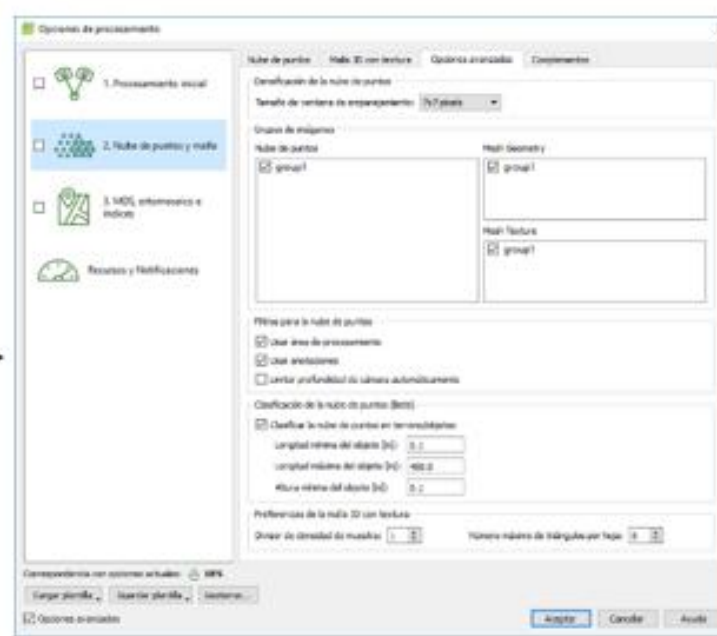 Opciones de procesamiento
1. Procesamiento inicial
2. Nube de puntos y malla
3. MDS, ortomosaico e
índices
Recursos y Notificaciones
Nube de puntos Malla 3D con textura Opciones avanzadas Complementos
Densificación de la nube de puntos
Tamaño de ventana de emparejamiento: 7x7 pixels
Grupos de imágenes
Nube de puntos
group1
Mesh Geometry
group1
Mesh Texture
group1
Filtros para la nube de puntos
Usar área de procesamiento
Usar anotaciones
Limitar profundidad de cámara automáticamente
Clasificación de la nube de puntos (Beta)
Clasificar la nube de puntos en terreno/objetos
Longitud mínima del objeto [m]: 0.1
Longitud máxima del objeto [m]: 400.0
Altura mínima del objeto [m]: 0.1
Preferencias de la malla 3D con textura
Divisor de densidad de muestra: 1 Número máximo de triángulos por hoja: 8
Correspondencia con opciones actuales:
Cargar plantilla Guardar plantilla Gestionar...
Opciones avanzadas Aceptar Cancelar Ayuda